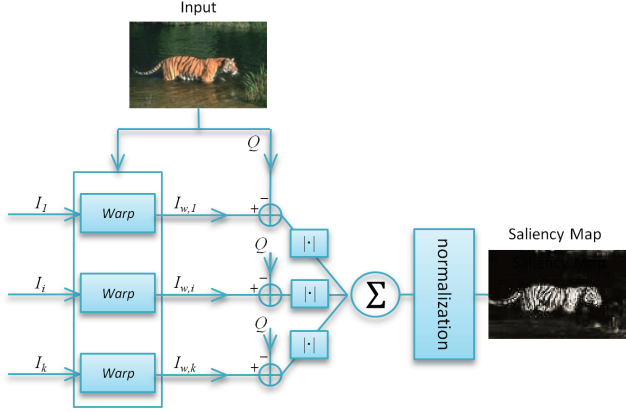 Input
Q
−
I1 Warp Iw,1 +
|·|
Q
−
Ii Warp Iw,i +
|·|
Σ
normalization
Saliency Map
Q
−
|·|
Ik Warp Iw,k +